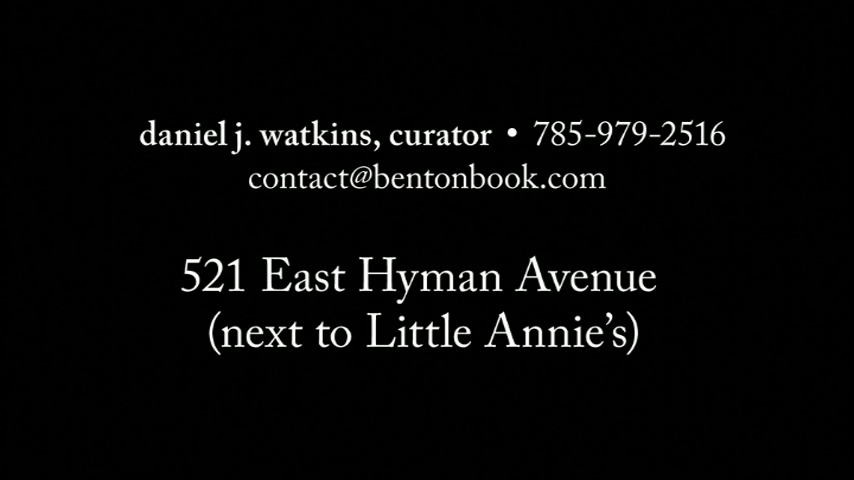 daniel j. watkins, curator • 785-979-2516
contact@bentonbook.com
521 East Hyman Avenue
(next to Little Annie’s)